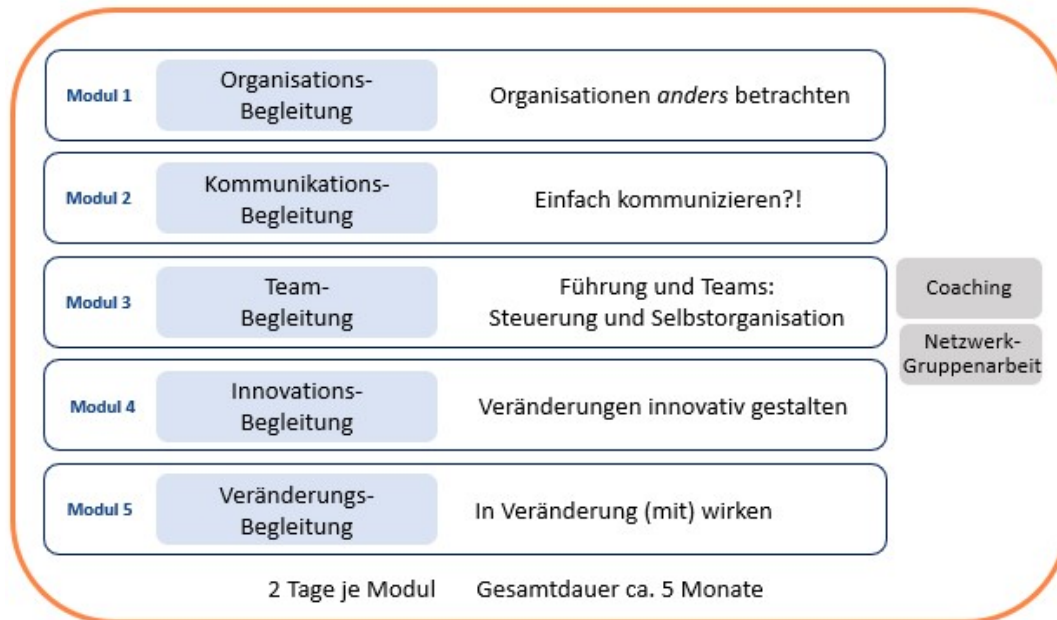 Modul 1
Organisations-
Begleitung
Organisationen anders betrachten
Modul 2
Kommunikations-
Begleitung
Einfach kommunizieren?!
Modul 3
Team-
Begleitung
Führung und Teams:
Steuerung und Selbstorganisation
Coaching
Netzwerk-
Gruppenarbeit
Modul 4
Innovations-
Begleitung
Veränderungen innovativ gestalten
Modul 5
Veränderungs-
Begleitung
In Veränderung (mit) wirken
2 Tage je Modul Gesamtdauer ca. 5 Monate